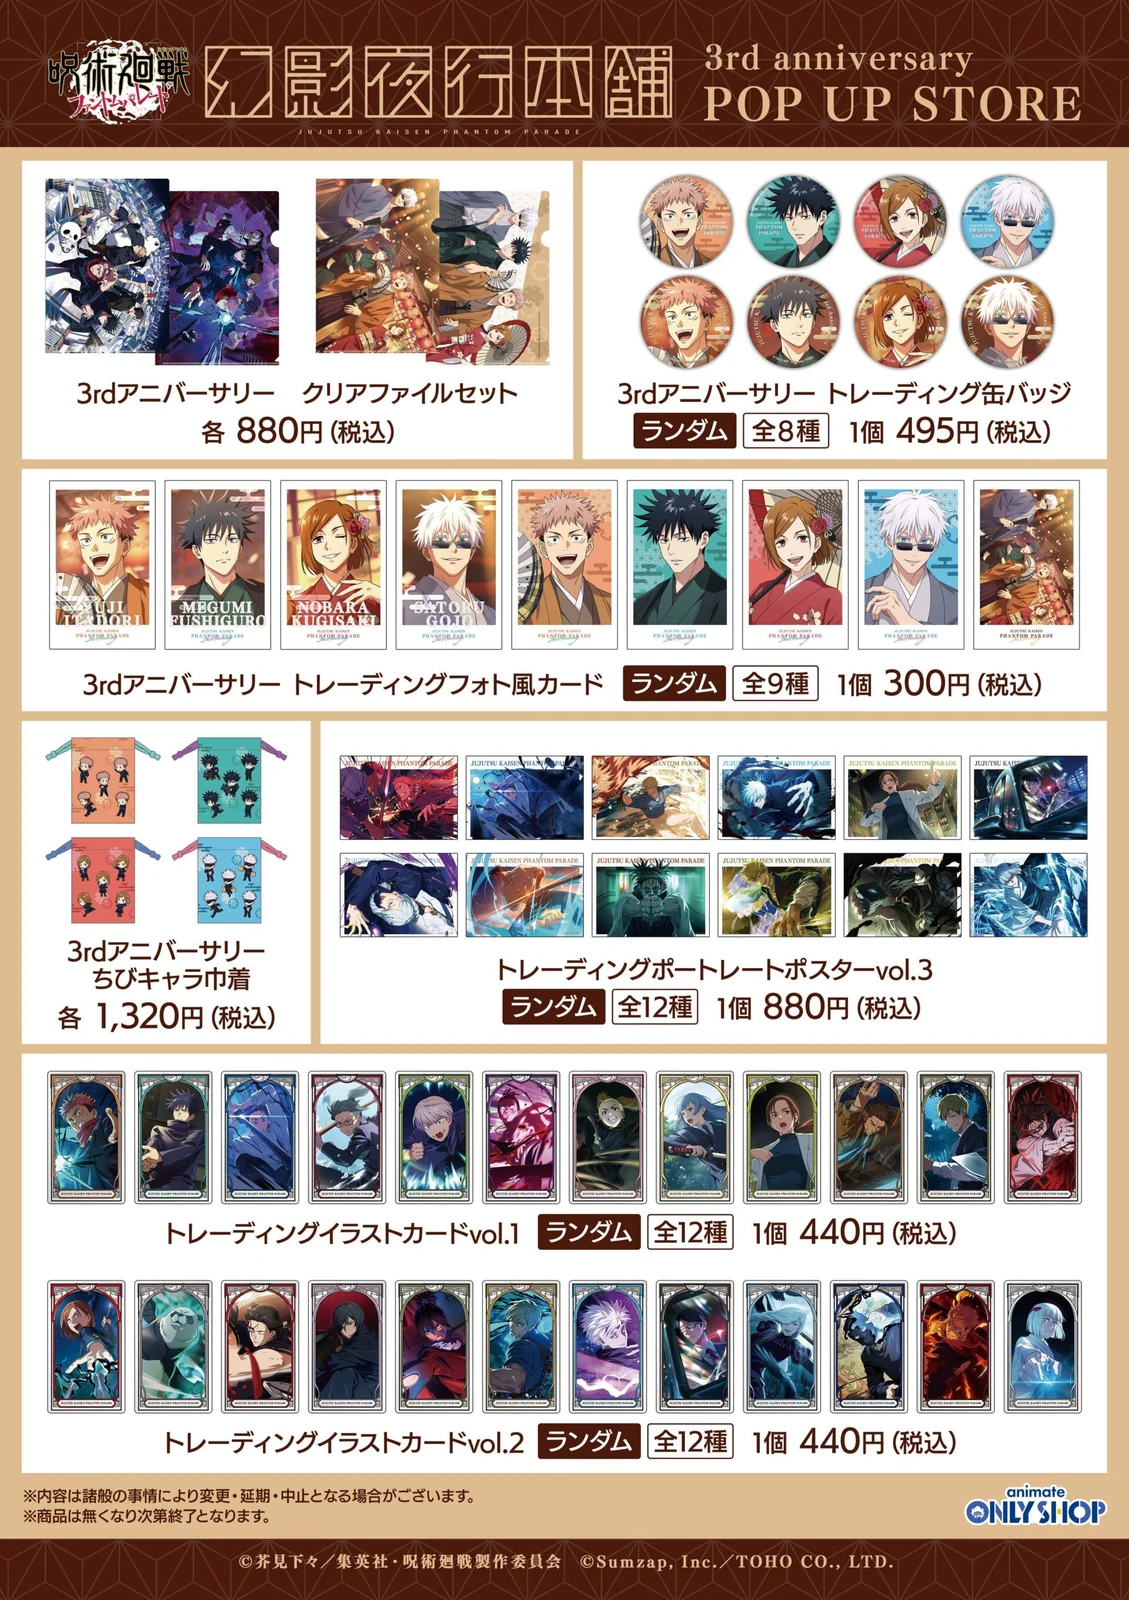 呪術廻戦
ファントムパレード
幻影夜行本舗
JUJUTSU KAISEN PHANTOM PARADE
3rd anniversary
POP UP STORE
3rdアニバーサリー クリアファイルセット
各 880円(税込)
3rdアニバーサリー トレーディング缶バッジ
ランダム 全8種 1個 495円(税込)
YUJI ITADORI
MEGUMI FUSHIGURO
NOBARA KUGISAKI
SATORU GOJO
JUJUTSU KAISEN PHANTOM PARADE
3rdアニバーサリー トレーディングフォト風カード ランダム 全9種 1個 300円(税込)
3rdアニバーサリー
ちびキャラ巾着
各 1,320円(税込)
JUJUTSU KAISEN PHANTOM PARADE
トレーディングポートレートポスターvol.3
ランダム 全12種 1個 880円(税込)
トレーディングイラストカードvol.1 ランダム 全12種 1個 440円(税込)
トレーディングイラストカードvol.2 ランダム 全12種 1個 440円(税込)
※内容は諸般の事情により変更・延期・中止となる場合がございます。
※商品は無くなり次第終了となります。
animate
ONLY SHOP
©芥見下々/集英社・呪術廻戦製作委員会 ©Sumzap, Inc./TOHO CO., LTD.